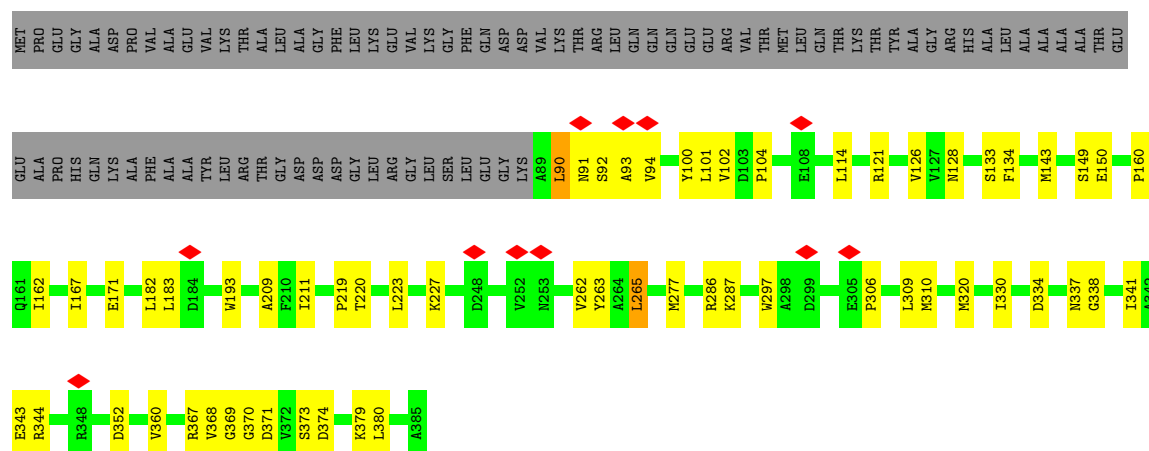 MET PRO GLU GLY ALA ASP PRO VAL ALA GLU VAL LYS THR ALA LEU ALA GLY PHE LEU LYS GLU VAL LYS GLY PHE GLN ASP ASP VAL LYS THR ARG LEU GLN GLN GLN GLU GLU ARG VAL THR MET LEU GLN THR LYS THR TYR ALA GLY ARG HIS ALA LEU ALA ALA ALA ALA THR GLU
GLU ALA PRO HIS GLN LYS ALA PHE ALA ALA TYR LEU ARG THR GLY ASP ASP ASP GLY LEU ARG GLY LEU SER LEU GLU GLY LYS A89 L90 N91 S92 A93 V94 Y100 L101 V102 D103 P104 E108 L114 R121 V126 V127 N128 S133 F134 M143 S149 E150 P160
Q161 I162 I167 E171 L182 L183 D184 W193 A209 F210 I211 P219 T220 L223 K227 D248 V252 N253 V262 Y263 A264 L265 M277 R286 K287 W297 A298 D299 E305 P306 L309 M310 M320 I330 D334 N337 G338 I341
E343 R344 R348 D352 V360 R367 V368 G369 G370 D371 V372 S373 D374 K379 L380 A385